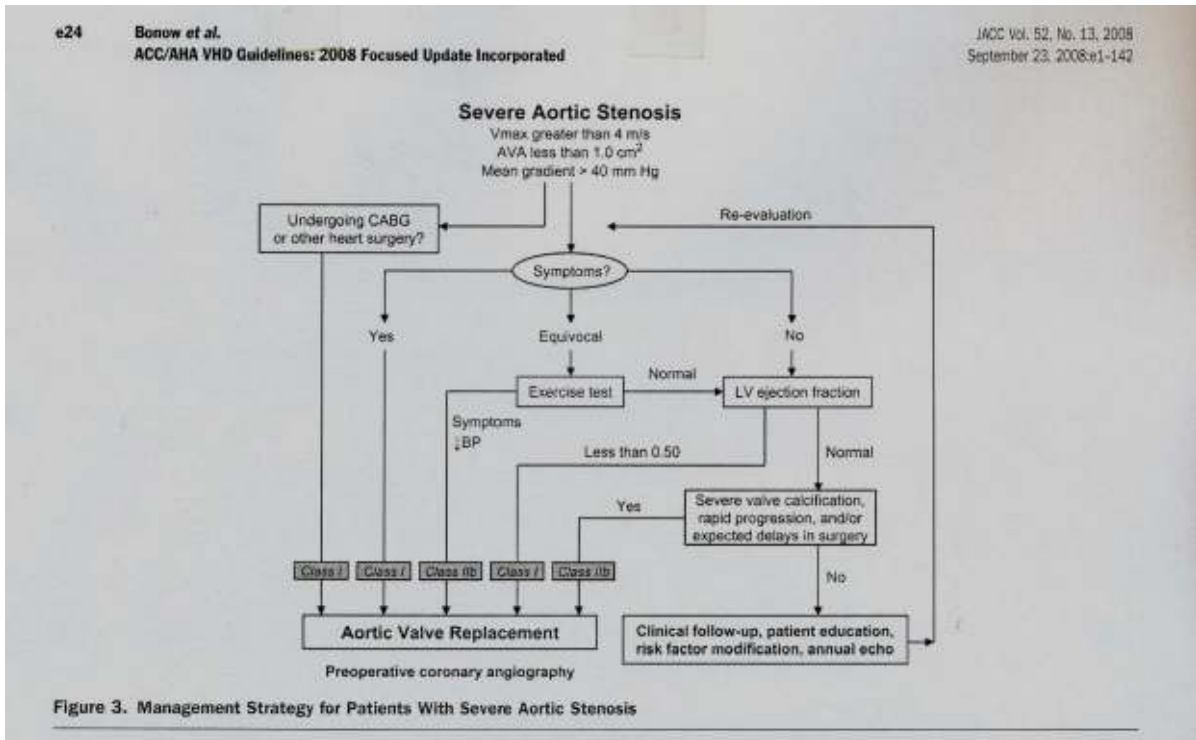 e24
Bonow et al.
ACC/AHA VHD Guidelines: 2008 Focused Update Incorporated
JACC Vol. 52, No. 13, 2008
September 23, 2008:e1–142
Severe Aortic Stenosis
Vmax greater than 4 m/s
AVA less than 1.0 cm²
Mean gradient > 40 mm Hg
Undergoing CABG
or other heart surgery?
Re-evaluation
Symptoms?
Yes
Equivocal
No
Exercise test
Normal
LV ejection fraction
Symptoms
↓BP
Less than 0.50
Normal
Yes
Severe valve calcification,
rapid progression, and/or
expected delays in surgery
No
Class I
Class I
Class IIb
Class I
Class IIb
Aortic Valve Replacement
Clinical follow-up, patient education,
risk factor modification, annual echo
Preoperative coronary angiography
Figure 3. Management Strategy for Patients With Severe Aortic Stenosis